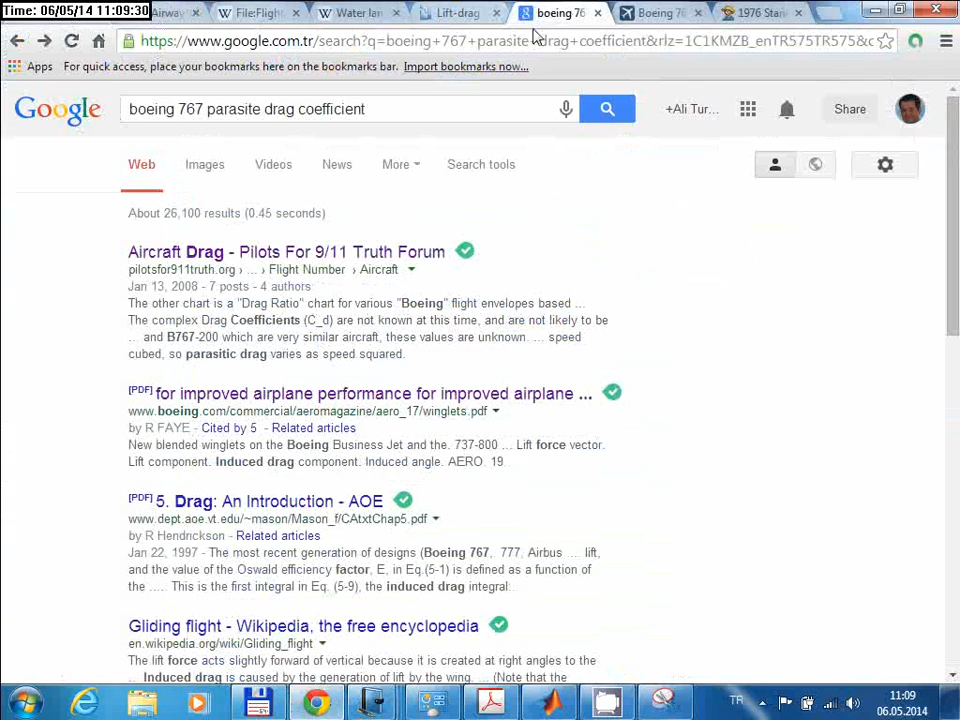 Time: 06/05/14 11:09:30
Airway
File:Flight
Water lan
Lift-drag
boeing 76
Boeing 76
1976 Stan
https://www.google.com.tr/search?q=boeing+767+parasite+drag+coefficient&rlz=1C1KMZB_enTR575TR575&
Apps
For quick access, place your bookmarks here on the bookmarks bar.
Import bookmarks now...
Google
boeing 767 parasite drag coefficient
+Ali Tur...
Share
Web
Images
Videos
News
More
Search tools
About 26,100 results (0.45 seconds)
Aircraft Drag - Pilots For 9/11 Truth Forum
pilotsfor911truth.org › ... › Flight Number › Aircraft
Jan 13, 2008 - 7 posts - 4 authors
The other chart is a "Drag Ratio" chart for various "Boeing" flight envelopes based ...
The complex Drag Coefficients (C_d) are not known at this time, and are not likely to be
... and B767-200 which are very similar aircraft, these values are unknown. ... speed
cubed, so parasitic drag varies as speed squared.
[PDF] for improved airplane performance for improved airplane ...
www.boeing.com/commercial/aeromagazine/aero_17/winglets.pdf
by R FAYE - Cited by 5 - Related articles
New blended winglets on the Boeing Business Jet and the. 737-800 ... Lift force vector.
Lift component. Induced drag component. Induced angle. AERO. 19.
[PDF] 5. Drag: An Introduction - AOE
www.dept.aoe.vt.edu/~mason/Mason_f/CAtxtChap5.pdf
by R Hendrickson - Related articles
Jan 22, 1997 - The most recent generation of designs (Boeing 767, 777, Airbus ... lift,
and the value of the Oswald efficiency factor, E, in Eq.(5-1) is defined as a function of
the ..... This is the first integral in Eq. (5-9), the induced drag integral:
Gliding flight - Wikipedia, the free encyclopedia
en.wikipedia.org/wiki/Gliding_flight
The lift force acts slightly forward of vertical because it is created at right angles to the
... Induced drag is caused by the generation of lift by the wing. ... (Note that the
TR
11:09
06.05.2014